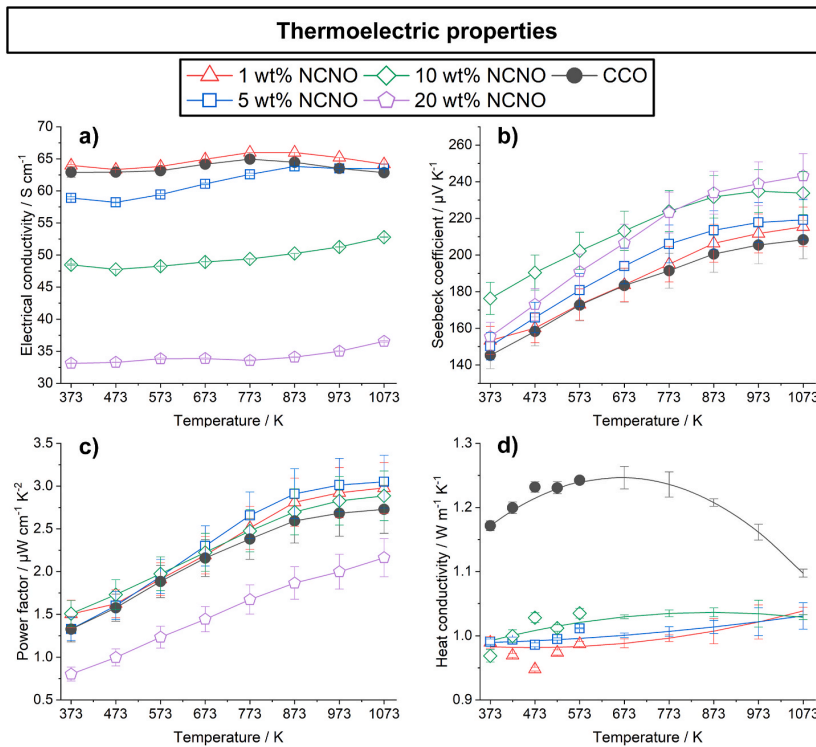 Thermoelectric properties
1 wt% NCNO 10 wt% NCNO CCO
5 wt% NCNO 20 wt% NCNO
a)
Electrical conductivity / S cm⁻¹
70
65
60
55
50
45
40
35
30
373 473 573 673 773 873 973 1073
Temperature / K
b)
Seebeck coefficient / µV K⁻¹
260
240
220
200
180
160
140
373 473 573 673 773 873 973 1073
Temperature / K
c)
Power factor / µW cm⁻¹ K⁻²
3.5
3.0
2.5
2.0
1.5
1.0
0.5
373 473 573 673 773 873 973 1073
Temperature / K
d)
Heat conductivity / W m⁻¹ K⁻¹
1.3
1.2
1.1
1.0
0.9
373 473 573 673 773 873 973 1073
Temperature / K